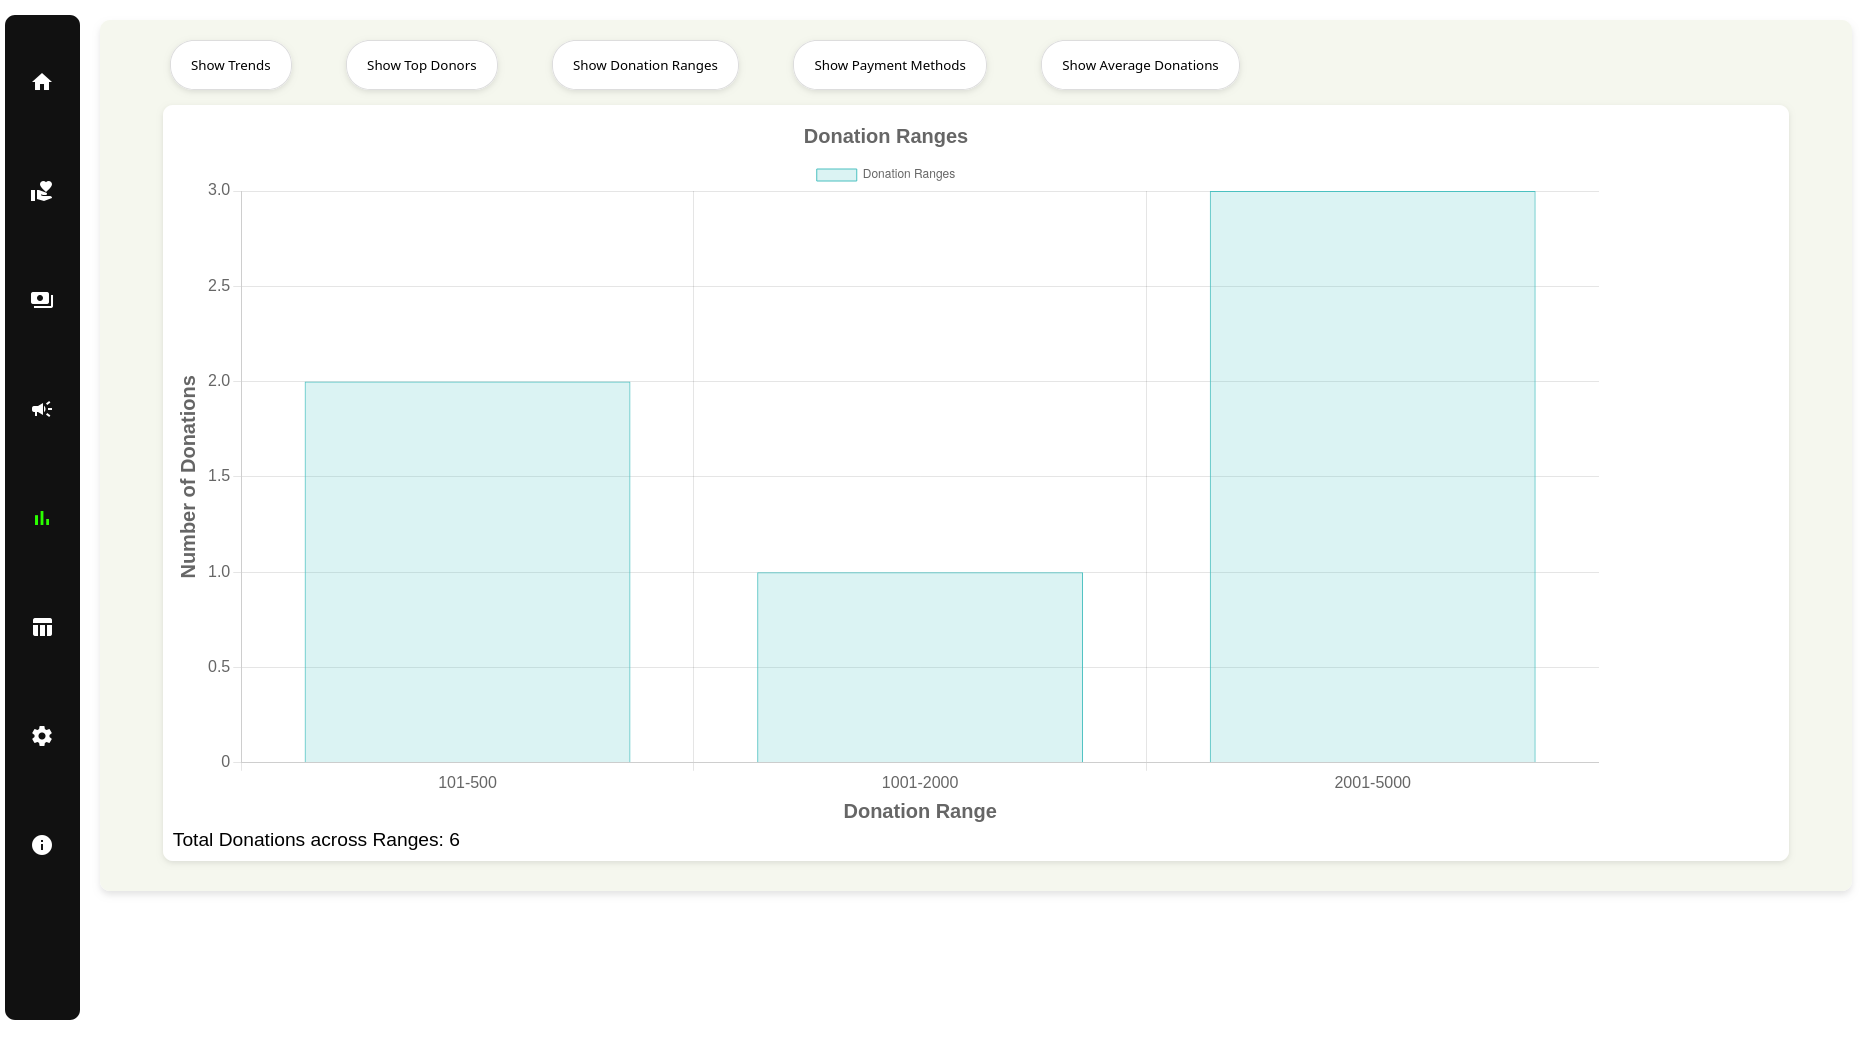 Show Trends
Show Top Donors
Show Donation Ranges
Show Payment Methods
Show Average Donations
Donation Ranges
Donation Ranges
3.0
2.5
2.0
1.5
1.0
0.5
0
Number of Donations
101-500
1001-2000
2001-5000
Donation Range
Total Donations across Ranges: 6